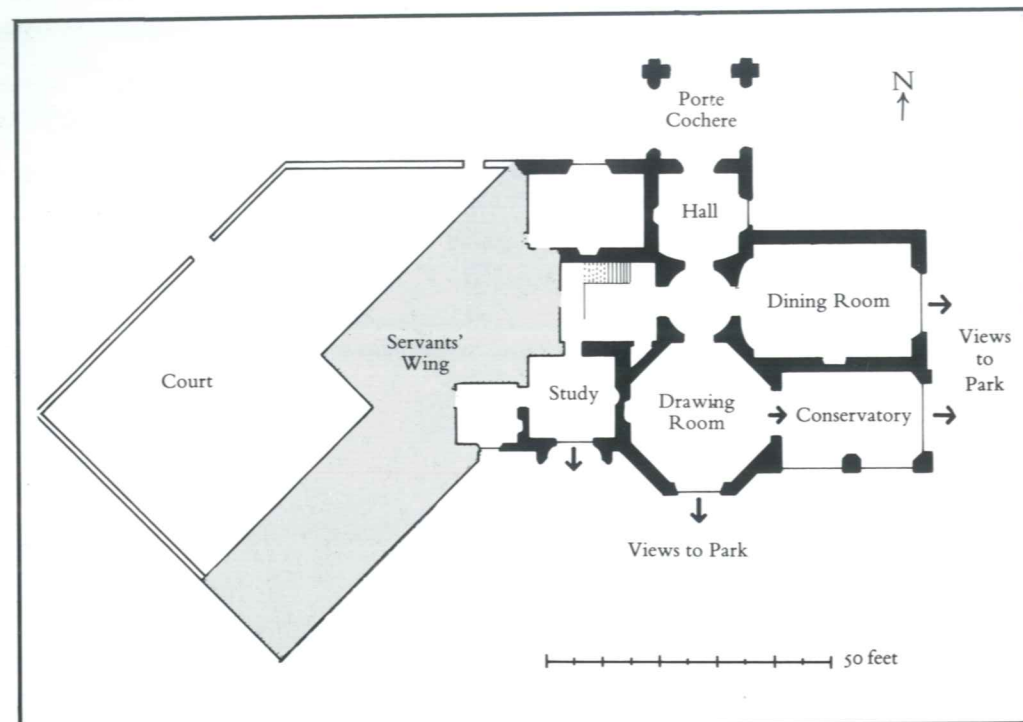 N
Porte
Cochere
Hall
Dining Room
Views
to
Park
Servants'
Wing
Court
Study
Drawing
Room
Conservatory
Views to Park
50 feet